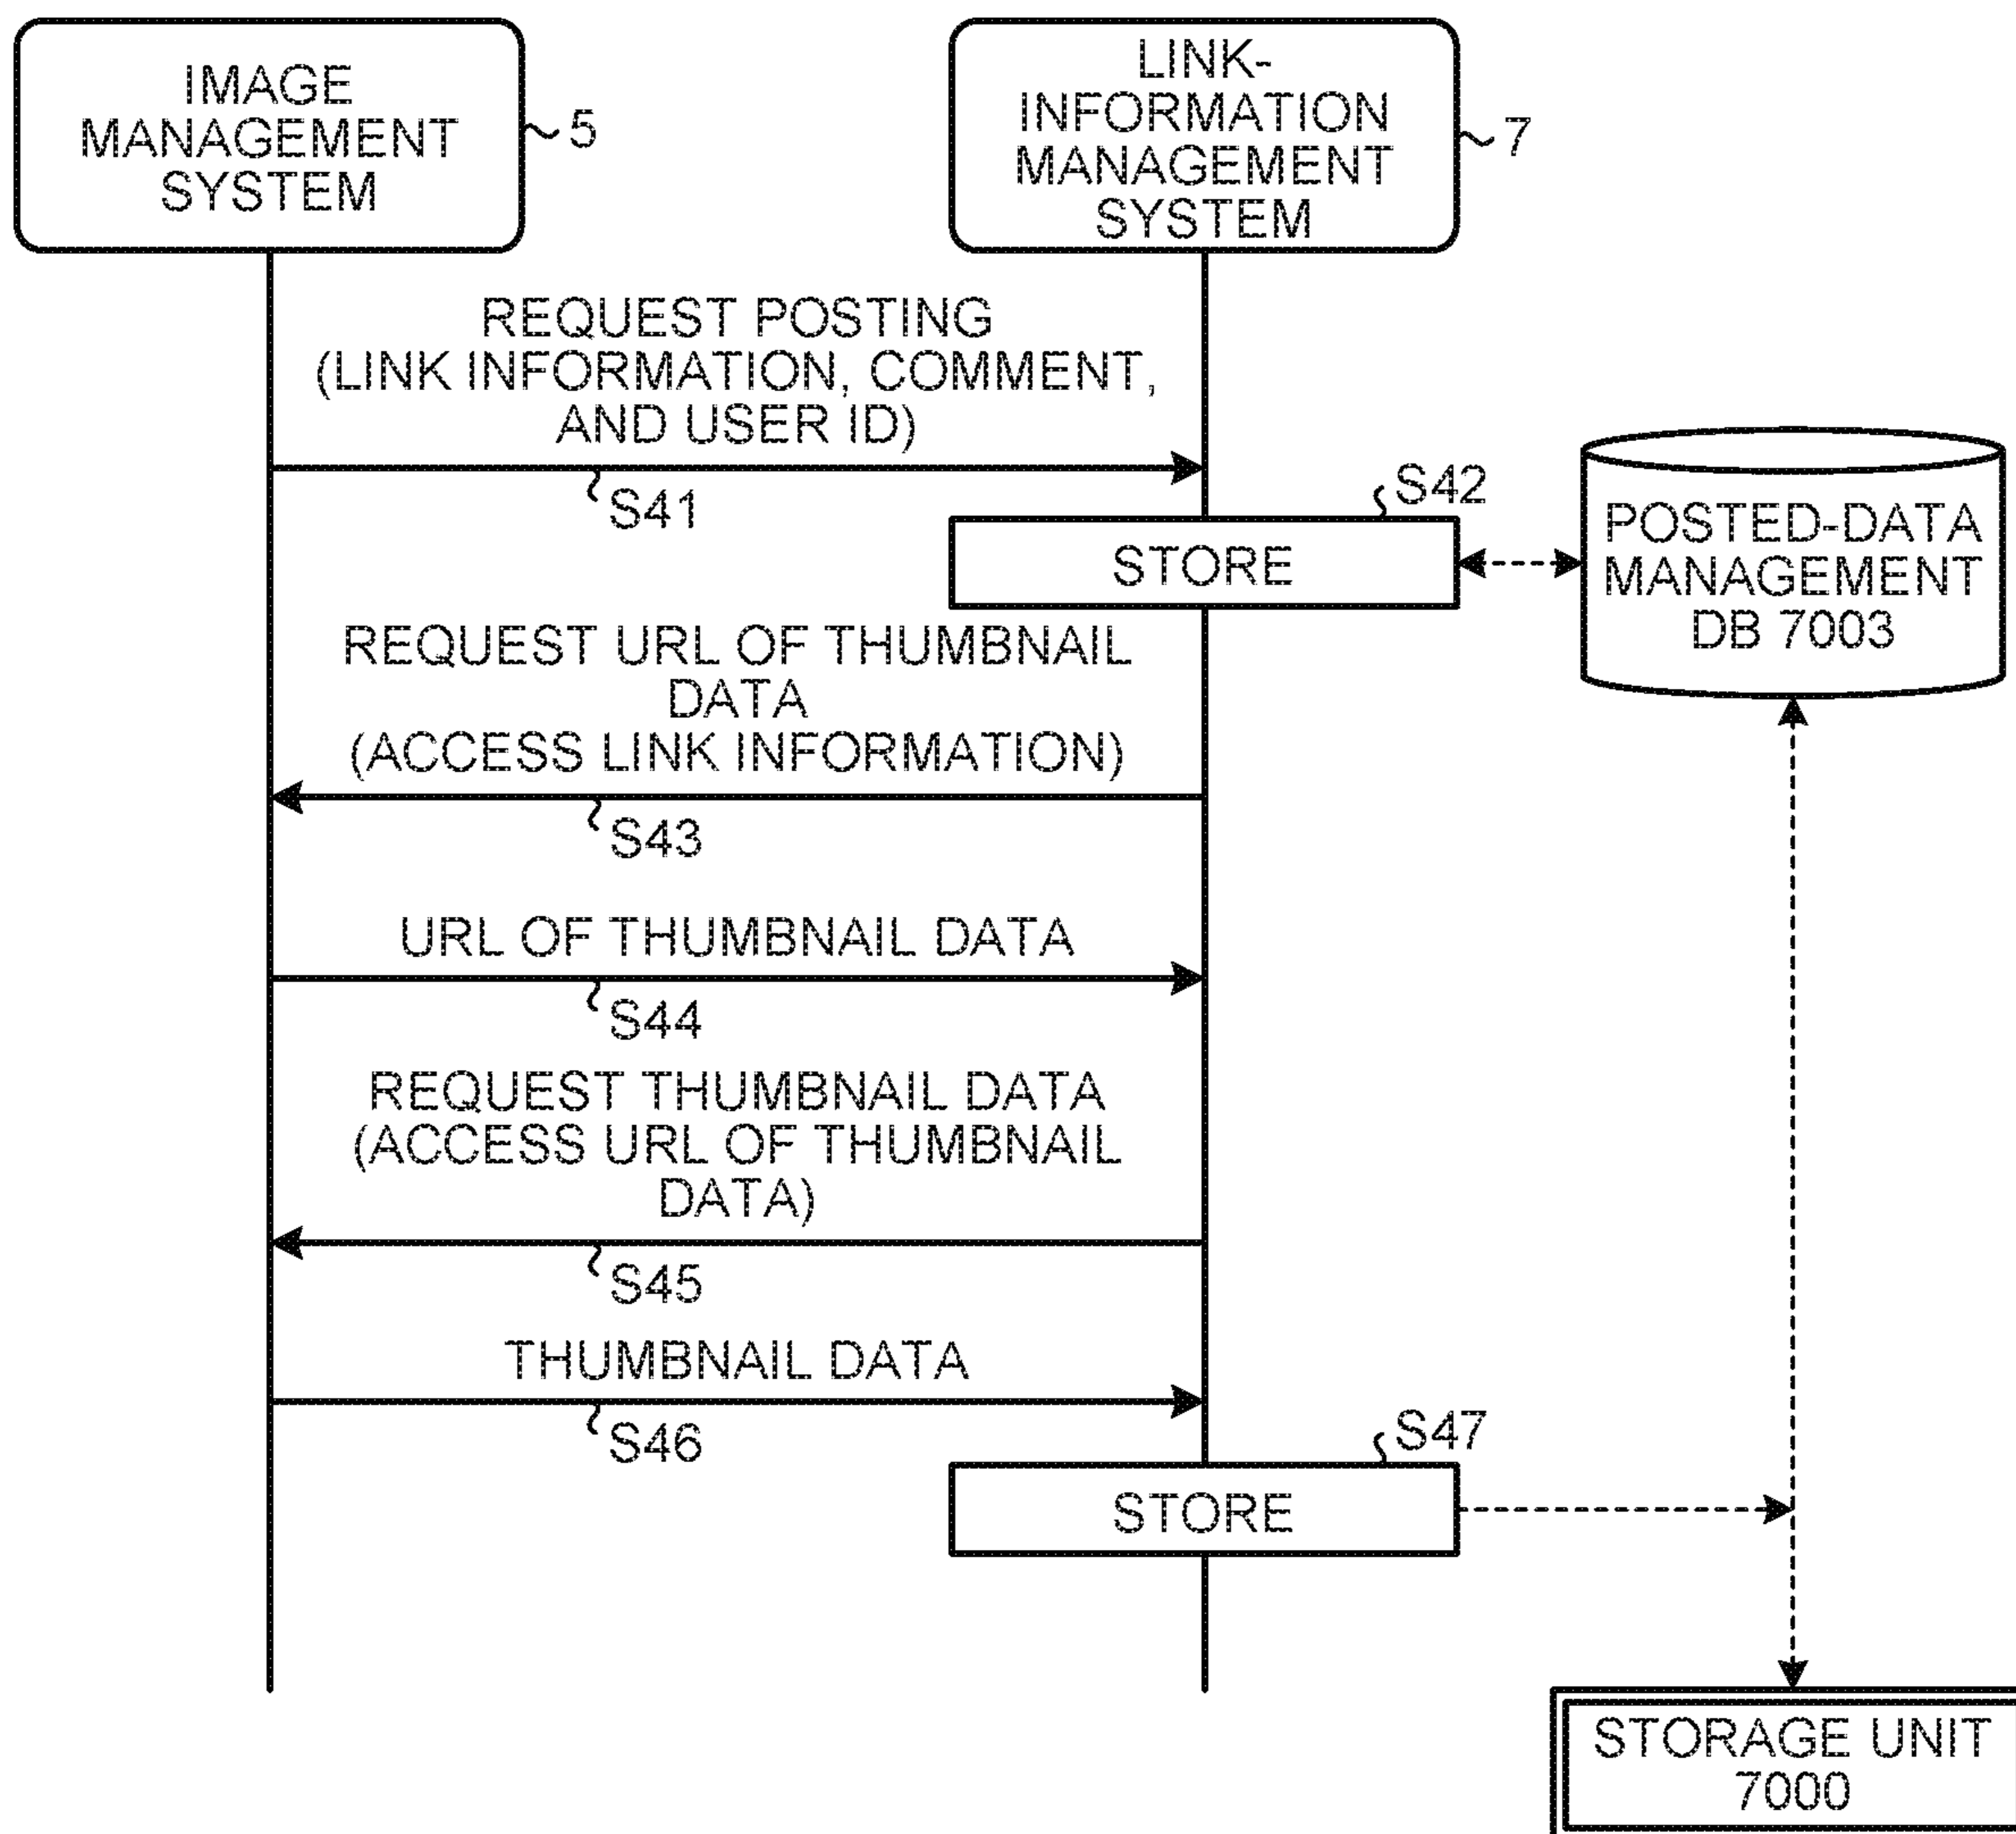 IMAGE
MANAGEMENT
SYSTEM
5
LINK-
INFORMATION
MANAGEMENT
SYSTEM
7
REQUEST POSTING
(LINK INFORMATION, COMMENT,
AND USER ID)
S41
S42
STORE
POSTED-DATA
MANAGEMENT
DB 7003
REQUEST URL OF THUMBNAIL
DATA
(ACCESS LINK INFORMATION)
S43
URL OF THUMBNAIL DATA
S44
REQUEST THUMBNAIL DATA
(ACCESS URL OF THUMBNAIL
DATA)
S45
THUMBNAIL DATA
S46
S47
STORE
STORAGE UNIT
7000